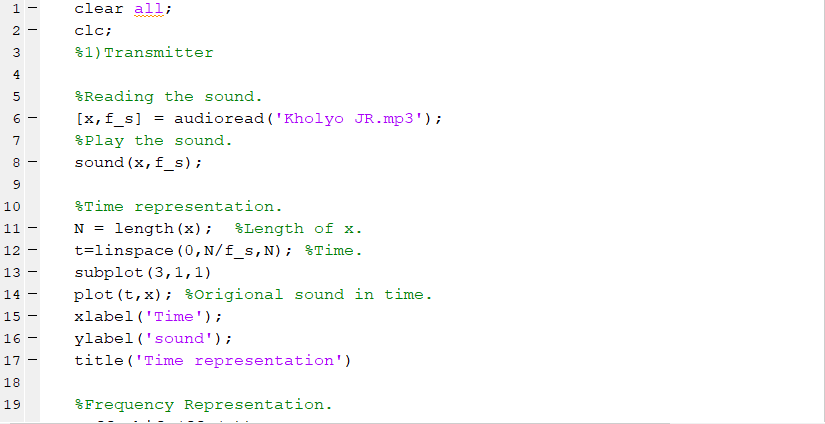 1 - clear all;
2 - clc;
3 %1)Transmitter
4
5 %Reading the sound.
6 - [x,f_s] = audioread('Kholyo JR.mp3');
7 %Play the sound.
8 - sound(x,f_s);
9
10 %Time representation.
11 - N = length(x);  %Length of x.
12 - t=linspace(0,N/f_s,N); %Time.
13 - subplot(3,1,1)
14 - plot(t,x); %Origional sound in time.
15 - xlabel('Time');
16 - ylabel('sound');
17 - title('Time representation')
18
19 %Frequency Representation.